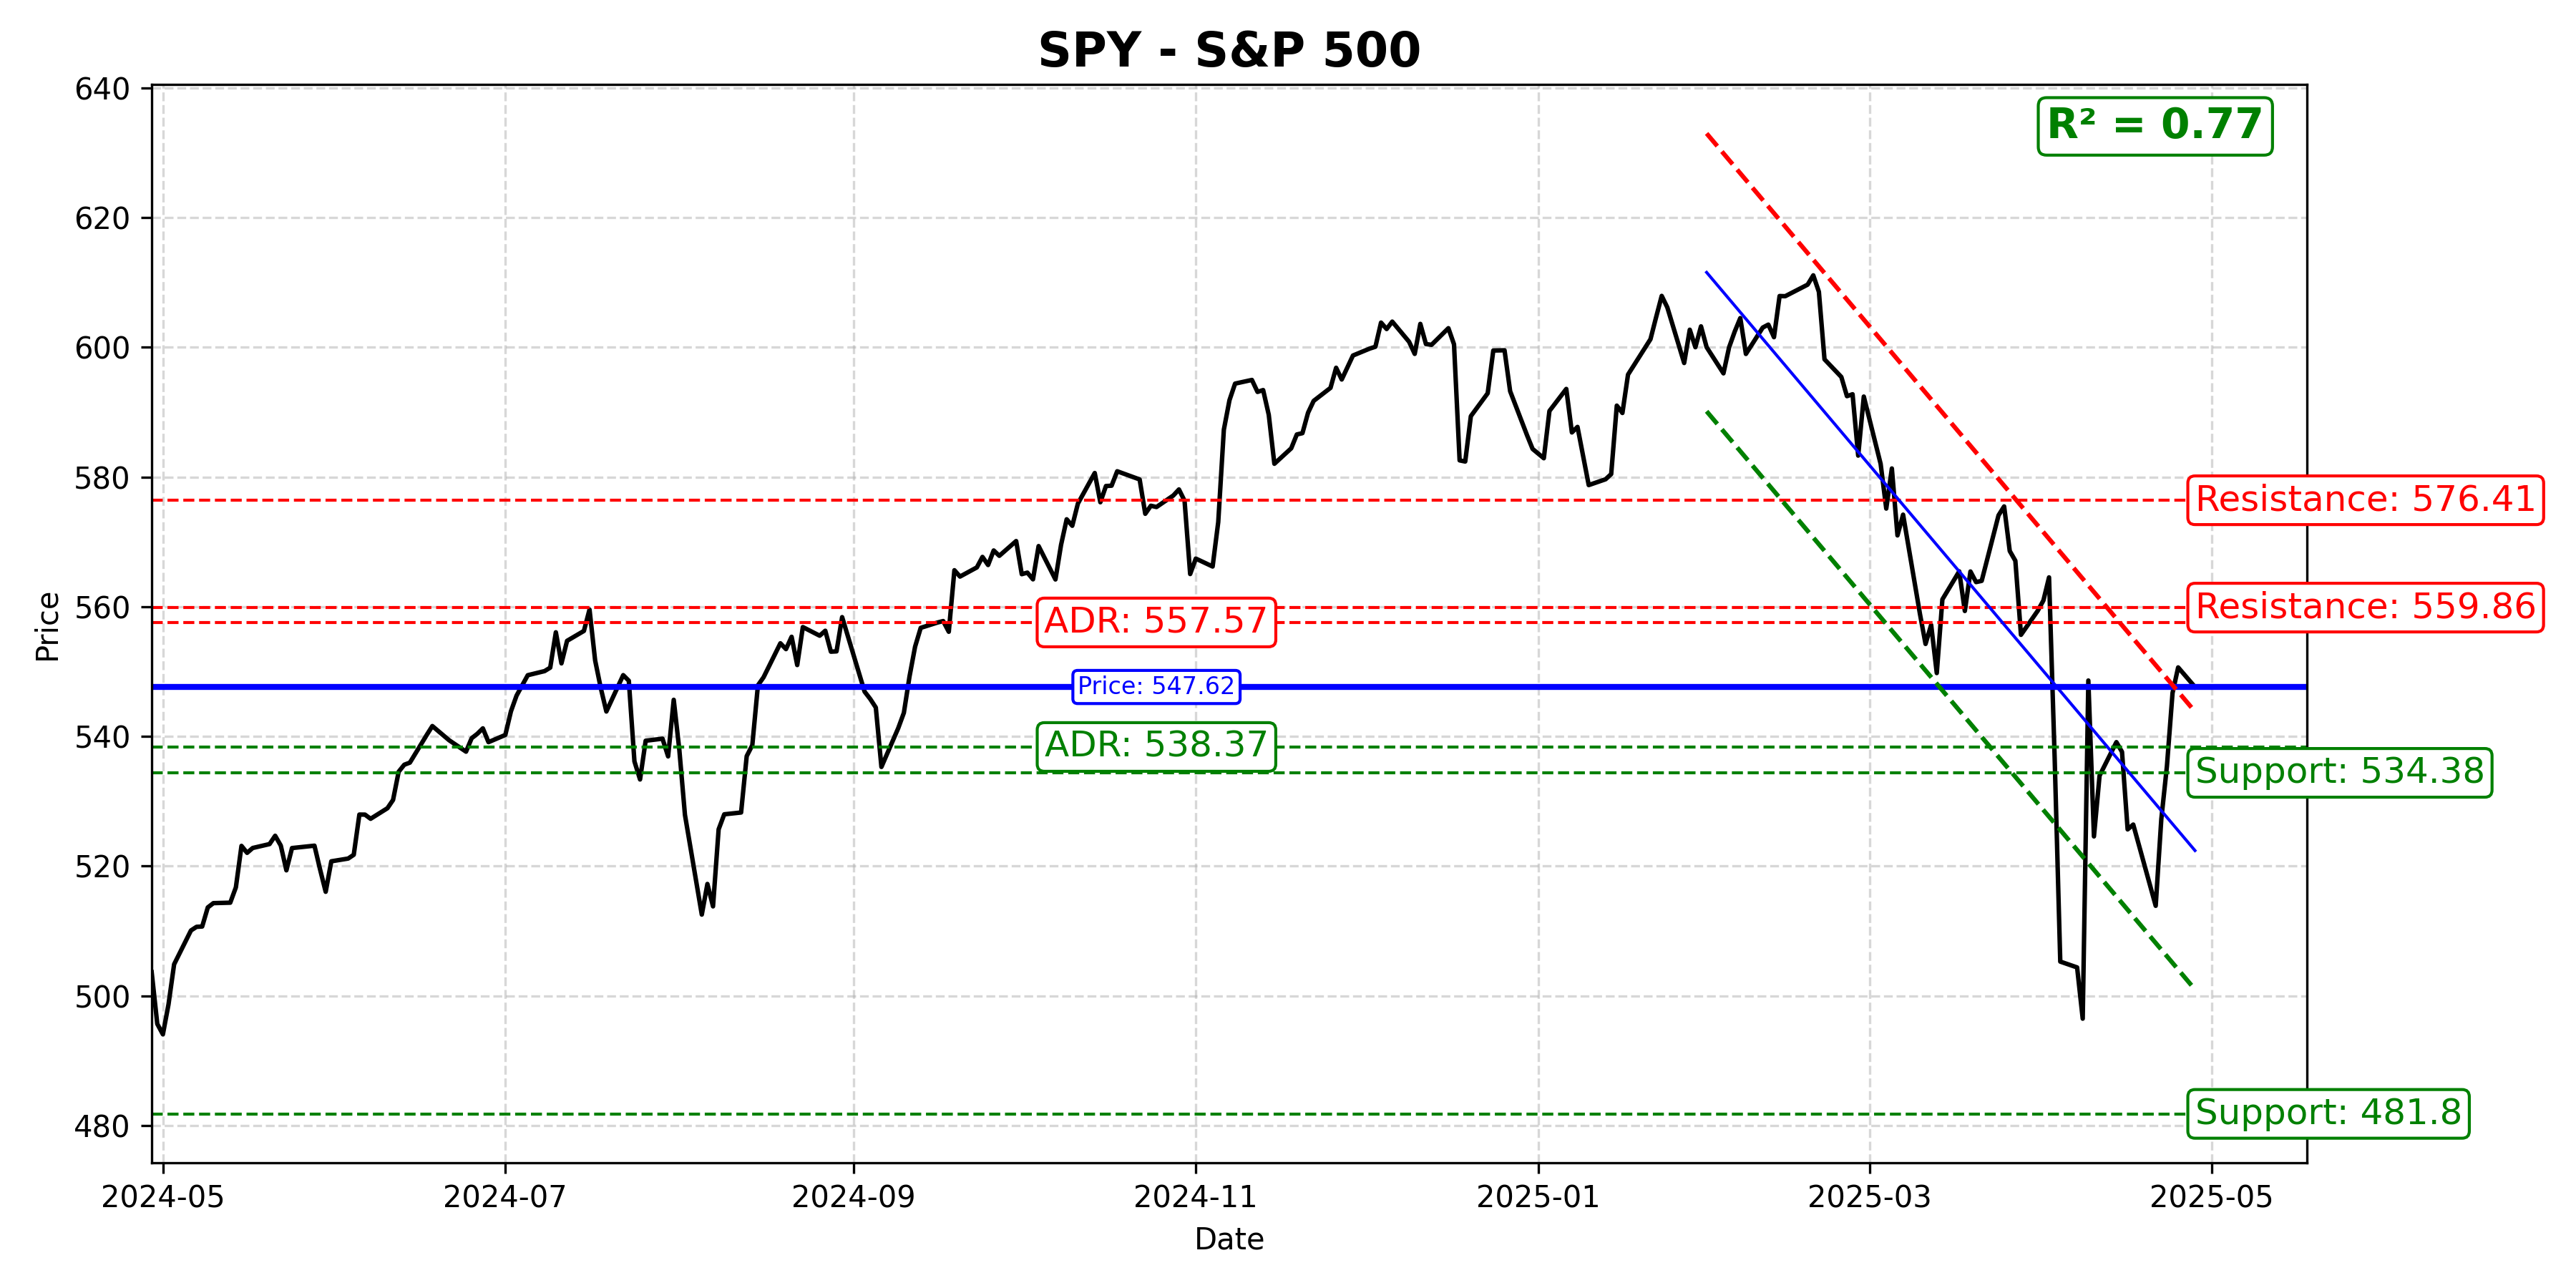 SPY - S&P 500
R² = 0.77
Price
640
620
600
580
560
540
520
500
480
Resistance: 576.41
Resistance: 559.86
ADR: 557.57
Price: 547.62
ADR: 538.37
Support: 534.38
Support: 481.8
2024-05
2024-07
2024-09
2024-11
2025-01
2025-03
2025-05
Date